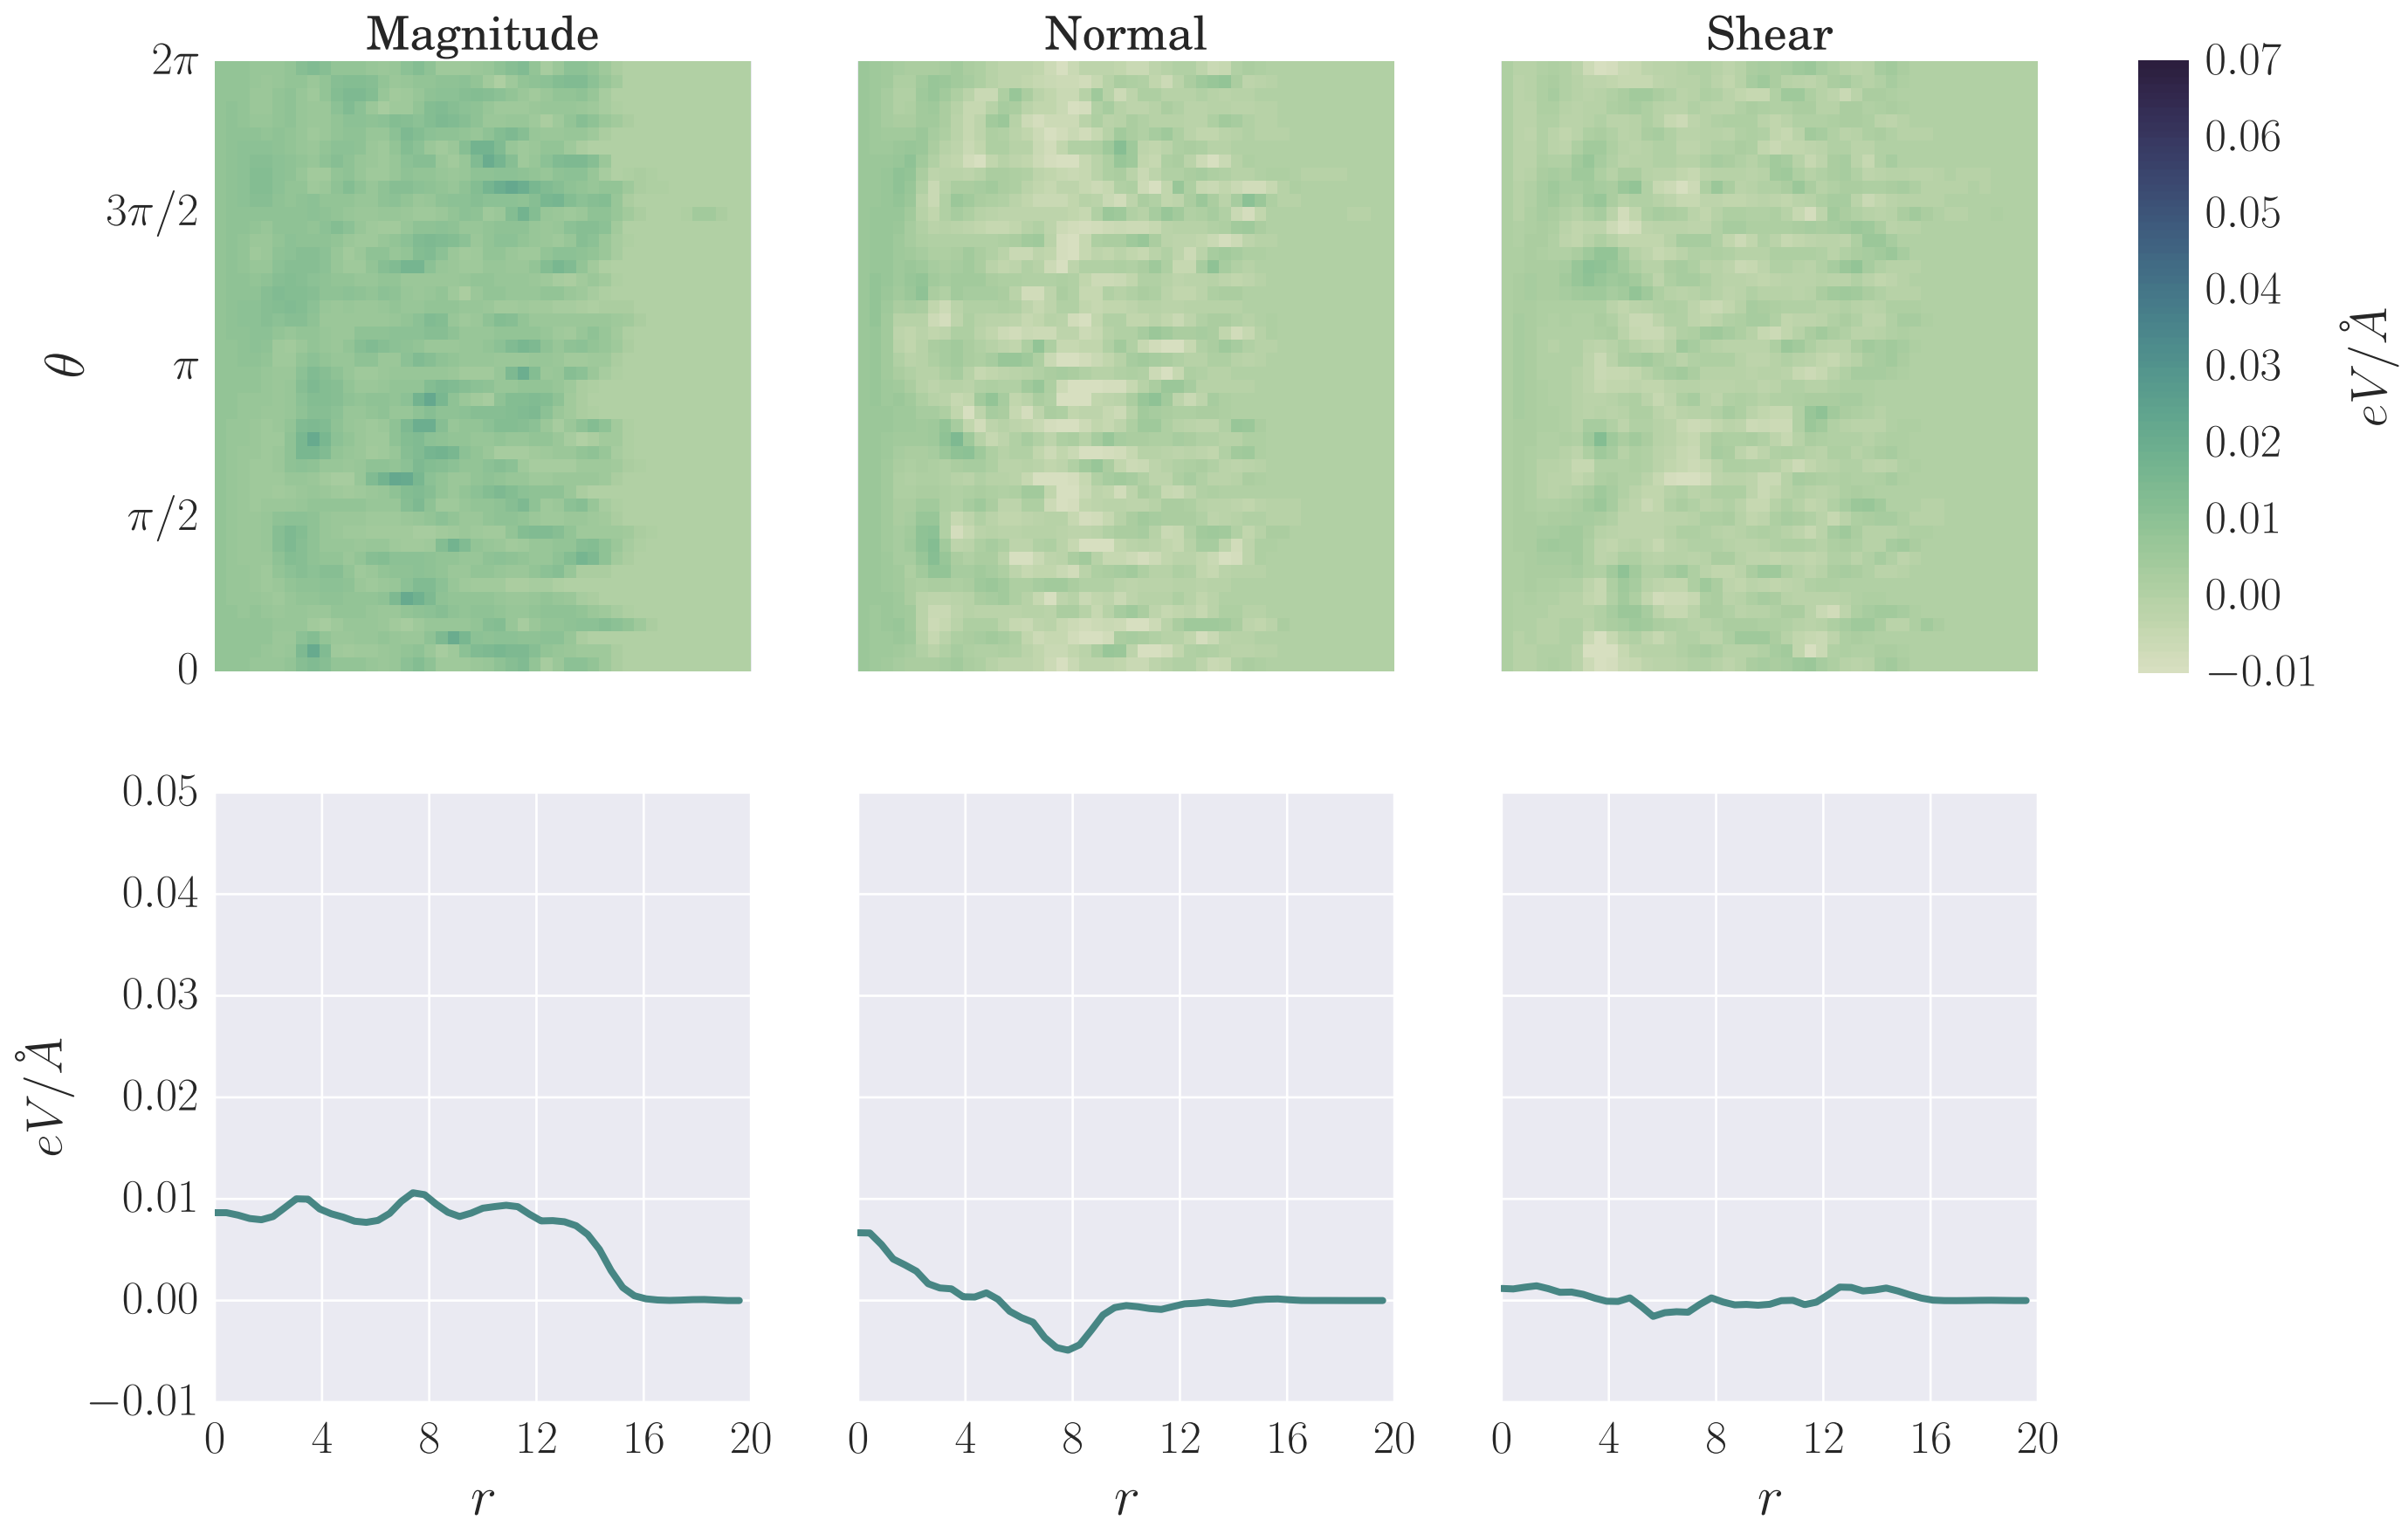 Magnitude Normal Shear
2π
3π/2
π
π/2
0
θ
0.07
0.06
0.05
0.04
0.03
0.02
0.01
0.00
−0.01
eV/Å
0.05
0.04
0.03
0.02
0.01
0.00
−0.01
eV/Å
0 4 8 12 16 20 0 4 8 12 16 20 0 4 8 12 16 20
r r r